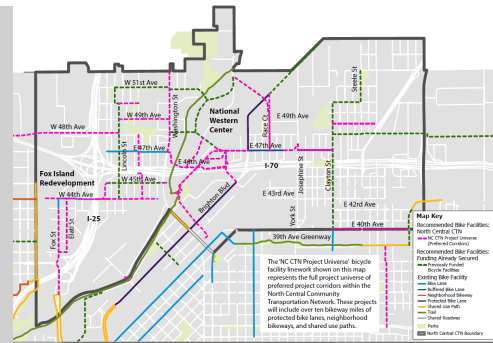 W 51st Ave
Washington St
Steele St
W 49th Ave
National
Western
Center
Race Ct
E 49th Ave
W 48th Ave
Lincoln St
E 47th Ave
E 47th Ave
E 46th Ave
I-70
Fox Island
Redevelopment
W 45th Ave
W 44th Ave
Brighton Blvd
E 43rd Ave
York St
Josephine St
Clayton St
E 42nd Ave
I-25
Fox St
Elati St
E 40th Ave
39th Ave Greenway
The 'NC CTN Project Universe' bicycle
facility linework shown on this map
represents the full project universe of
preferred project corridors within the
North Central Community
Transportation Network. These projects
will include over ten bikeway miles of
protected bike lanes, neighborhood
bikeways, and shared use paths.
Map Key
Recommended Bike Facilities:
North Central CTN
'NC CTN Project Universe'
(Preferred Corridors)
Recommended Bike Facilities:
Funding Already Secured
Previously Funded
Bicycle Facilities
Existing Bike Facility
Bike Lane
Buffered Bike Lane
Neighborhood Bikeway
Protected Bike Lane
Shared Use Path
Trail
Shared Roadway
Parks
North Central CTN Boundary